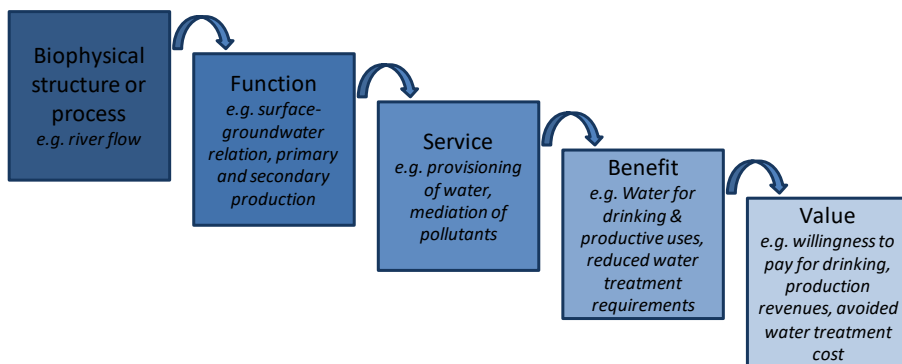 Biophysical
structure or
process
e.g. river flow
Function
e.g. surface-
groundwater
relation, primary
and secondary
production
Service
e.g. provisioning
of water,
mediation of
pollutants
Benefit
e.g. Water for
drinking &
productive uses,
reduced water
treatment
requirements
Value
e.g. willingness to
pay for drinking,
production
revenues, avoided
water treatment
cost